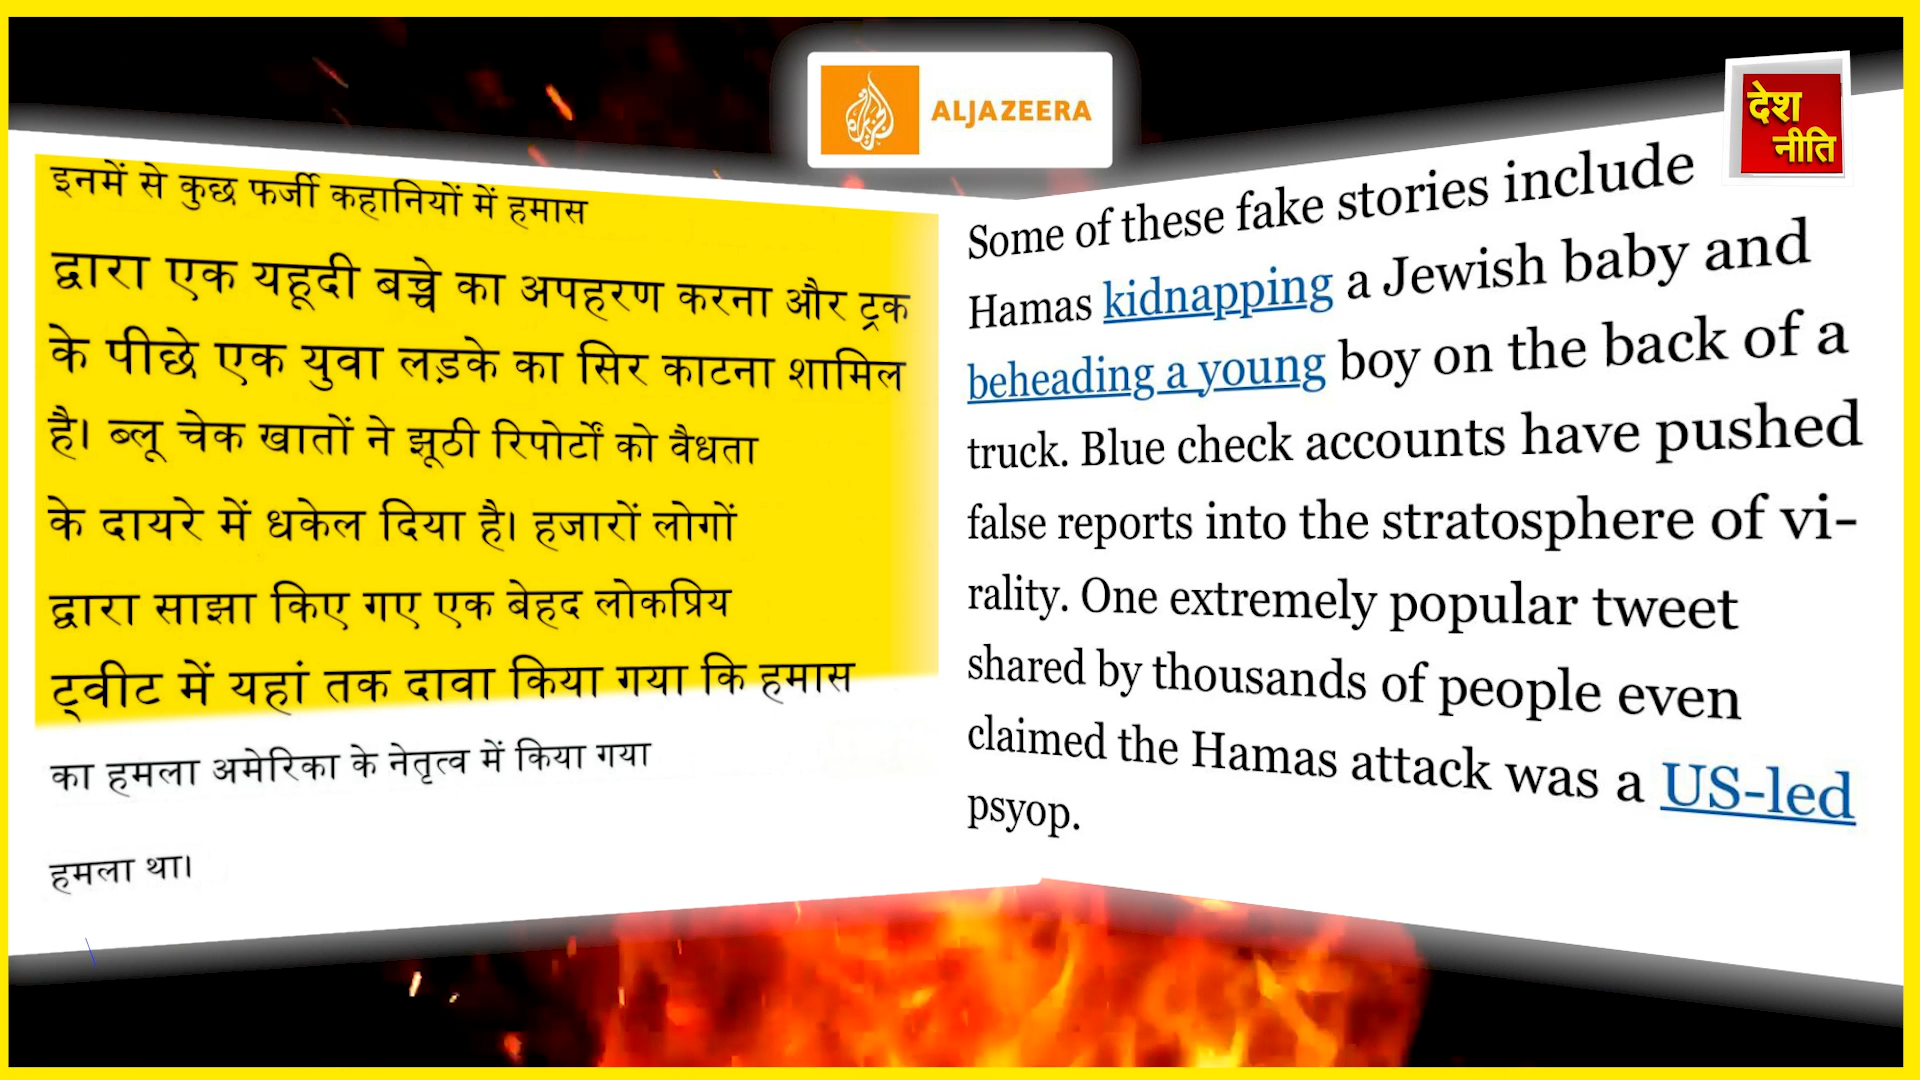 ALJAZEERA
देश
नीति
इनमें से कुछ फर्जी कहानियों में हमास
द्वारा एक यहूदी बच्चे का अपहरण करना और ट्रक
के पीछे एक युवा लड़के का सिर काटना शामिल
है। ब्लू चेक खातों ने झूठी रिपोर्टों को वैधता
के दायरे में धकेल दिया है। हजारों लोगों
द्वारा साझा किए गए एक बेहद लोकप्रिय
ट्वीट में यहां तक दावा किया गया कि हमास
का हमला अमेरिका के नेतृत्व में किया गया
हमला था।
Some of these fake stories include
Hamas kidnapping a Jewish baby and
beheading a young boy on the back of a
truck. Blue check accounts have pushed
false reports into the stratosphere of vi-
rality. One extremely popular tweet
shared by thousands of people even
claimed the Hamas attack was a US-led
psyop.